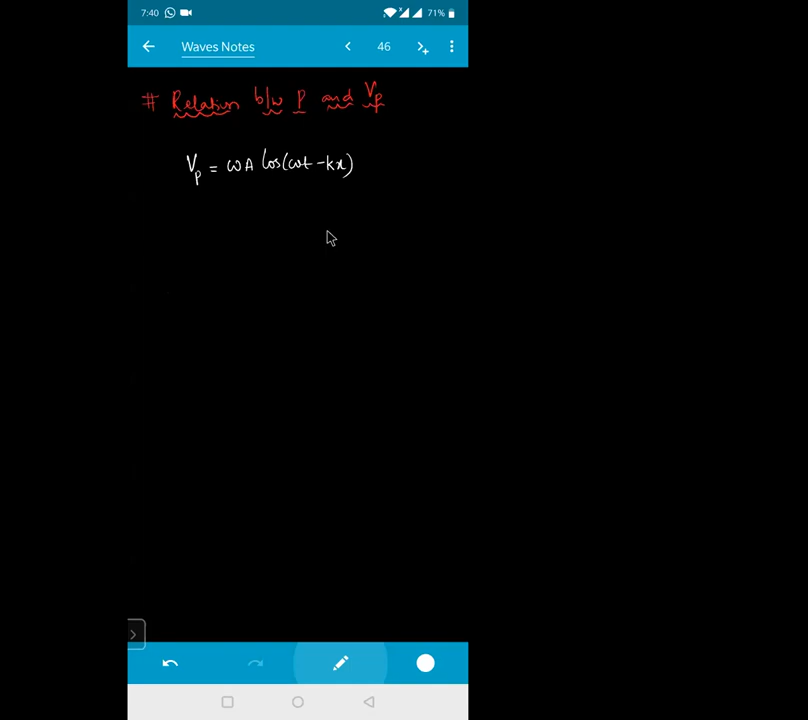 7:40 71%
Waves Notes 46
# Relation b/w P and Vp
Vp = ωA Cos(ωt - kx)